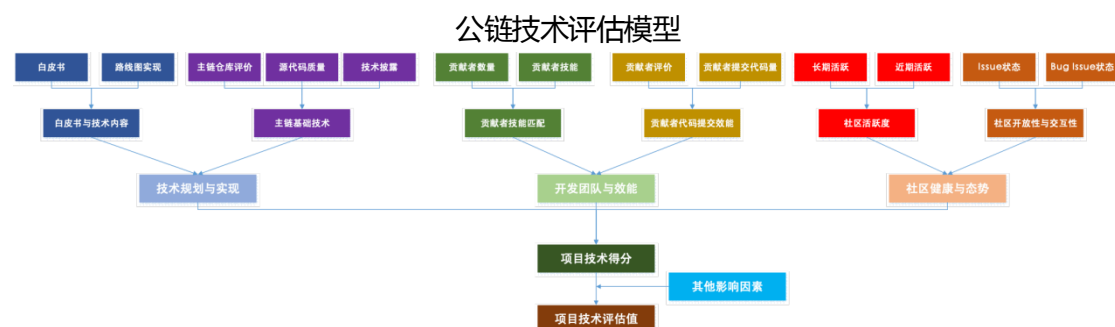 公链技术评估模型
白皮书
路线图实现
主链仓库评价
源代码质量
技术披露
贡献者数量
贡献者技能
贡献者评价
贡献者提交代码量
长期活跃
近期活跃
Issue状态
Bug Issue状态
白皮书与技术内容
主链基础技术
贡献者技能匹配
贡献者代码提交效能
社区活跃度
社区开放性与交互性
技术规划与实现
开发团队与效能
社区健康与态势
项目技术得分
其他影响因素
项目技术评估值